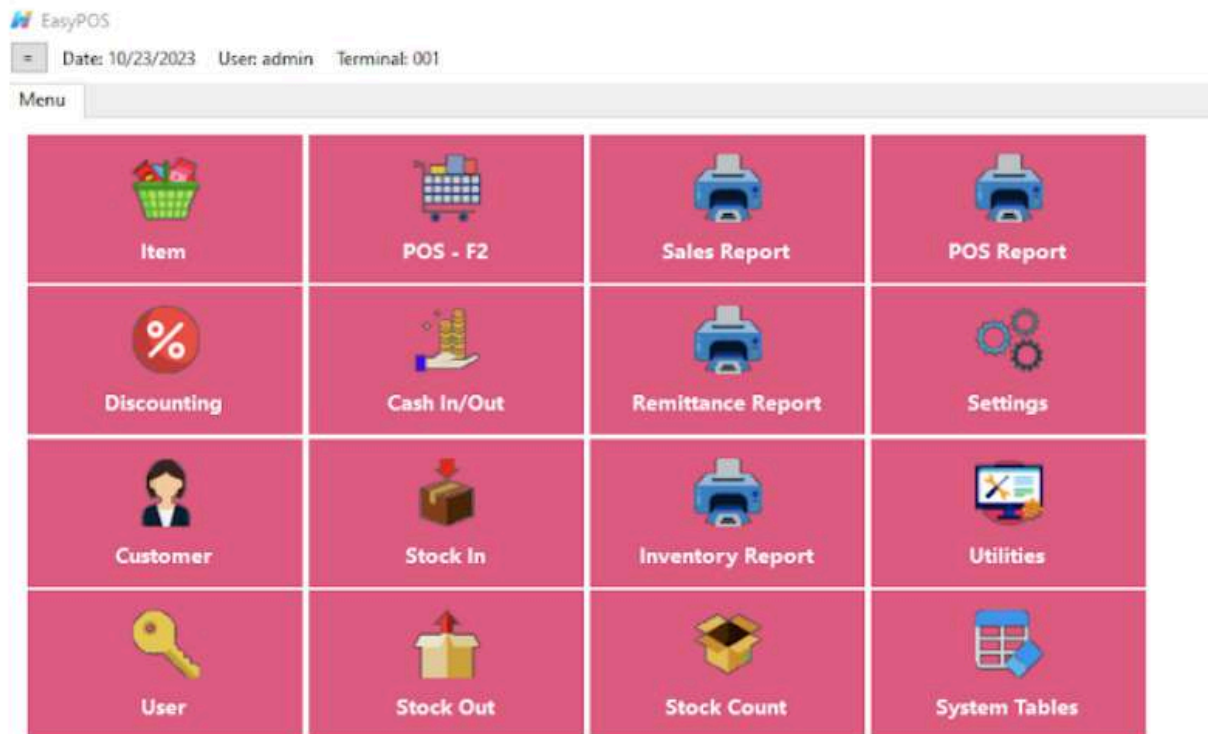 EasyPOS
= Date: 10/23/2023 User: admin Terminal: 001
Menu
Item POS - F2 Sales Report POS Report
Discounting Cash In/Out Remittance Report Settings
Customer Stock In Inventory Report Utilities
User Stock Out Stock Count System Tables